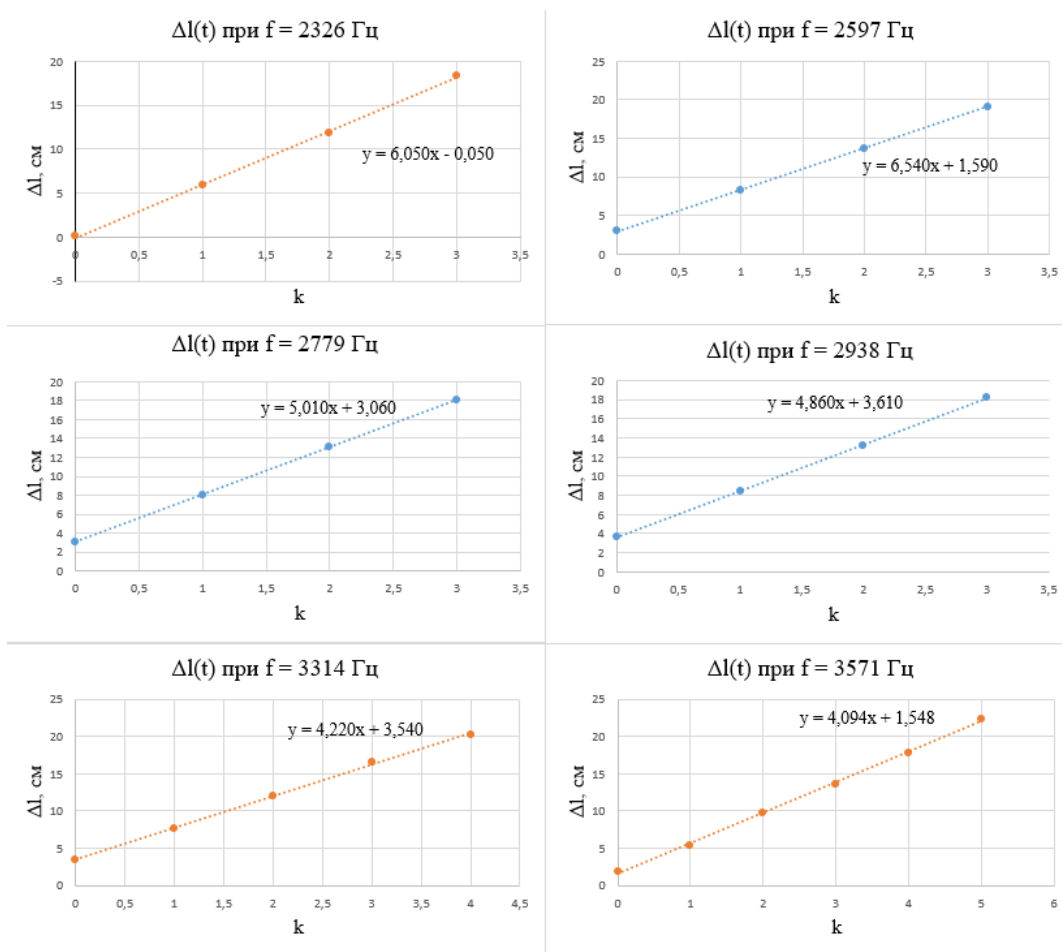 Δl(t) при f = 2326 Гц
20
15
10
5
0
-5
Δl, см
y = 6,050x - 0,050
0 0,5 1 1,5 2 2,5 3 3,5
k
Δl(t) при f = 2597 Гц
25
20
15
10
5
0
Δl, см
y = 6,540x + 1,590
0 0,5 1 1,5 2 2,5 3 3,5
k
Δl(t) при f = 2779 Гц
20
18
16
14
12
10
8
6
4
2
0
Δl, см
y = 5,010x + 3,060
0 0,5 1 1,5 2 2,5 3 3,5
k
Δl(t) при f = 2938 Гц
20
18
16
14
12
10
8
6
4
2
0
Δl, см
y = 4,860x + 3,610
0 0,5 1 1,5 2 2,5 3 3,5
k
Δl(t) при f = 3314 Гц
25
20
15
10
5
0
Δl, см
y = 4,220x + 3,540
0 0,5 1 1,5 2 2,5 3 3,5 4 4,5
k
Δl(t) при f = 3571 Гц
25
20
15
10
5
0
Δl, см
y = 4,094x + 1,548
0 1 2 3 4 5 6
k